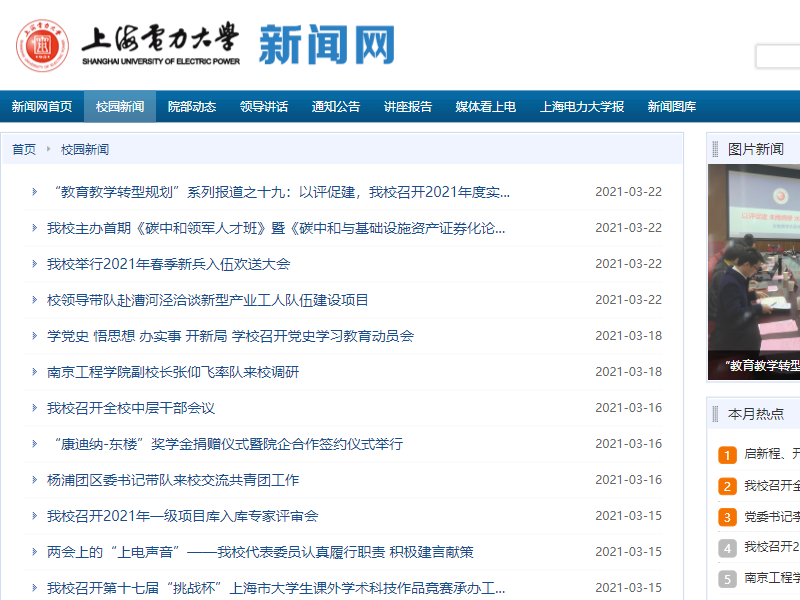 上海電力大學
SHANGHAI UNIVERSITY OF ELECTRIC POWER
新闻网
新闻网首页 校园新闻 院部动态 领导讲话 通知公告 讲座报告 媒体看上电 上海电力大学报 新闻图库
首页 校园新闻
“教育教学转型规划”系列报道之十九：以评促建，我校召开2021年度实... 2021-03-22
我校主办首期《碳中和领军人才班》暨《碳中和与基础设施资产证券化论... 2021-03-22
我校举行2021年春季新兵入伍欢送大会 2021-03-22
校领导带队赴漕河泾洽谈新型产业工人队伍建设项目 2021-03-22
学党史 悟思想 办实事 开新局 学校召开党史学习教育动员会 2021-03-18
南京工程学院副校长张仰飞率队来校调研 2021-03-18
我校召开全校中层干部会议 2021-03-16
“康迪纳-东楼”奖学金捐赠仪式暨院企合作签约仪式举行 2021-03-16
杨浦团区委书记带队来校交流共青团工作 2021-03-16
我校召开2021年一级项目库入库专家评审会 2021-03-15
两会上的“上电声音”——我校代表委员认真履行职责 积极建言献策 2021-03-15
我校召开第十七届“挑战杯”上海市大学生课外学术科技作品竞赛承办工... 2021-03-15
图片新闻
“教育教学转型
本月热点
1 启新程、开
2 我校召开全
3 党委书记李
4 我校召开2
5 南京工程学